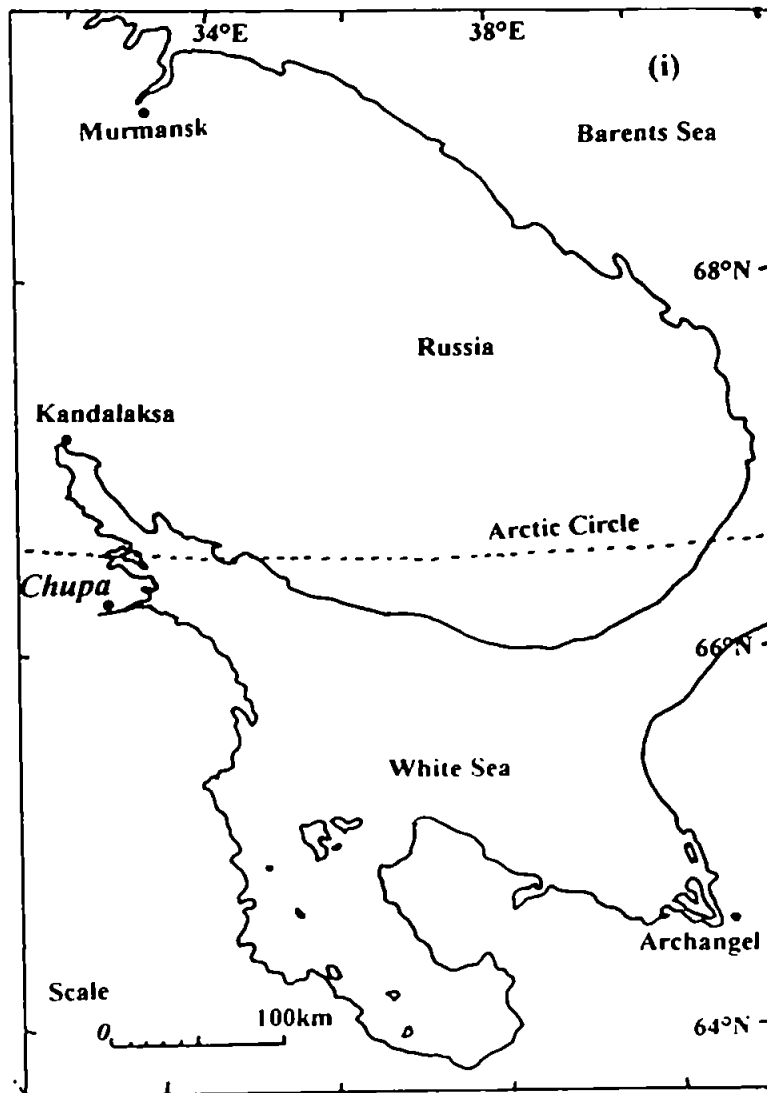 34°E
38°E
(i)
Murmansk
Barents Sea
68°N
Russia
Kandalaksa
Arctic Circle
Chupa
66°N
White Sea
Archangel
Scale
0
100km
64°N